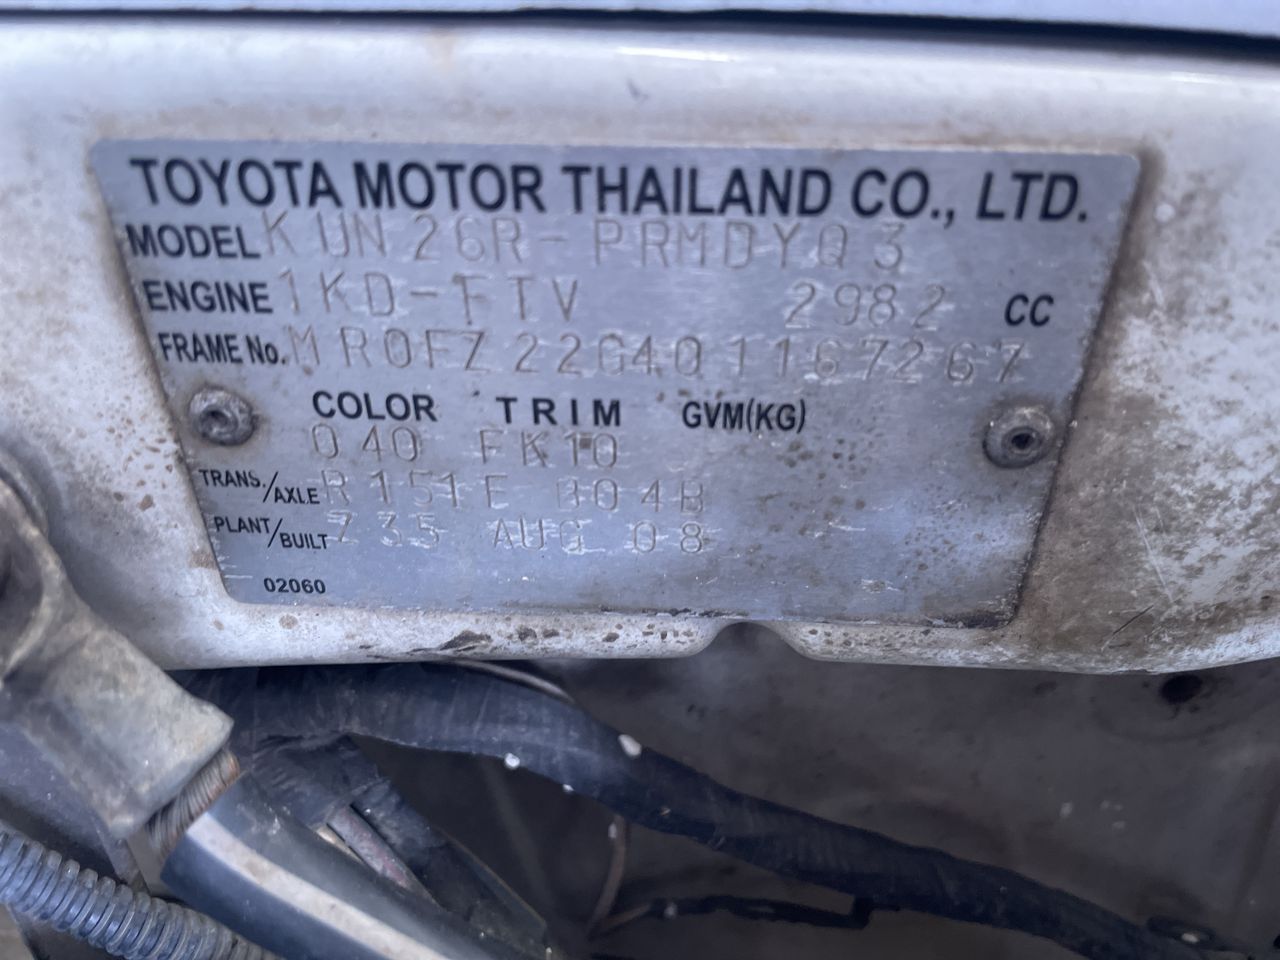 TOYOTA MOTOR THAILAND CO., LTD.
MODEL KUN26R-PRMDYQ3
ENGINE 1KD-FTV 2982 CC
FRAME No. MR0FZ22G401167267
COLOR TRIM GVM(KG)
040 FK10
TRANS./AXLE R151E B04B
PLANT/BUILT Z35 AUG 08
02060